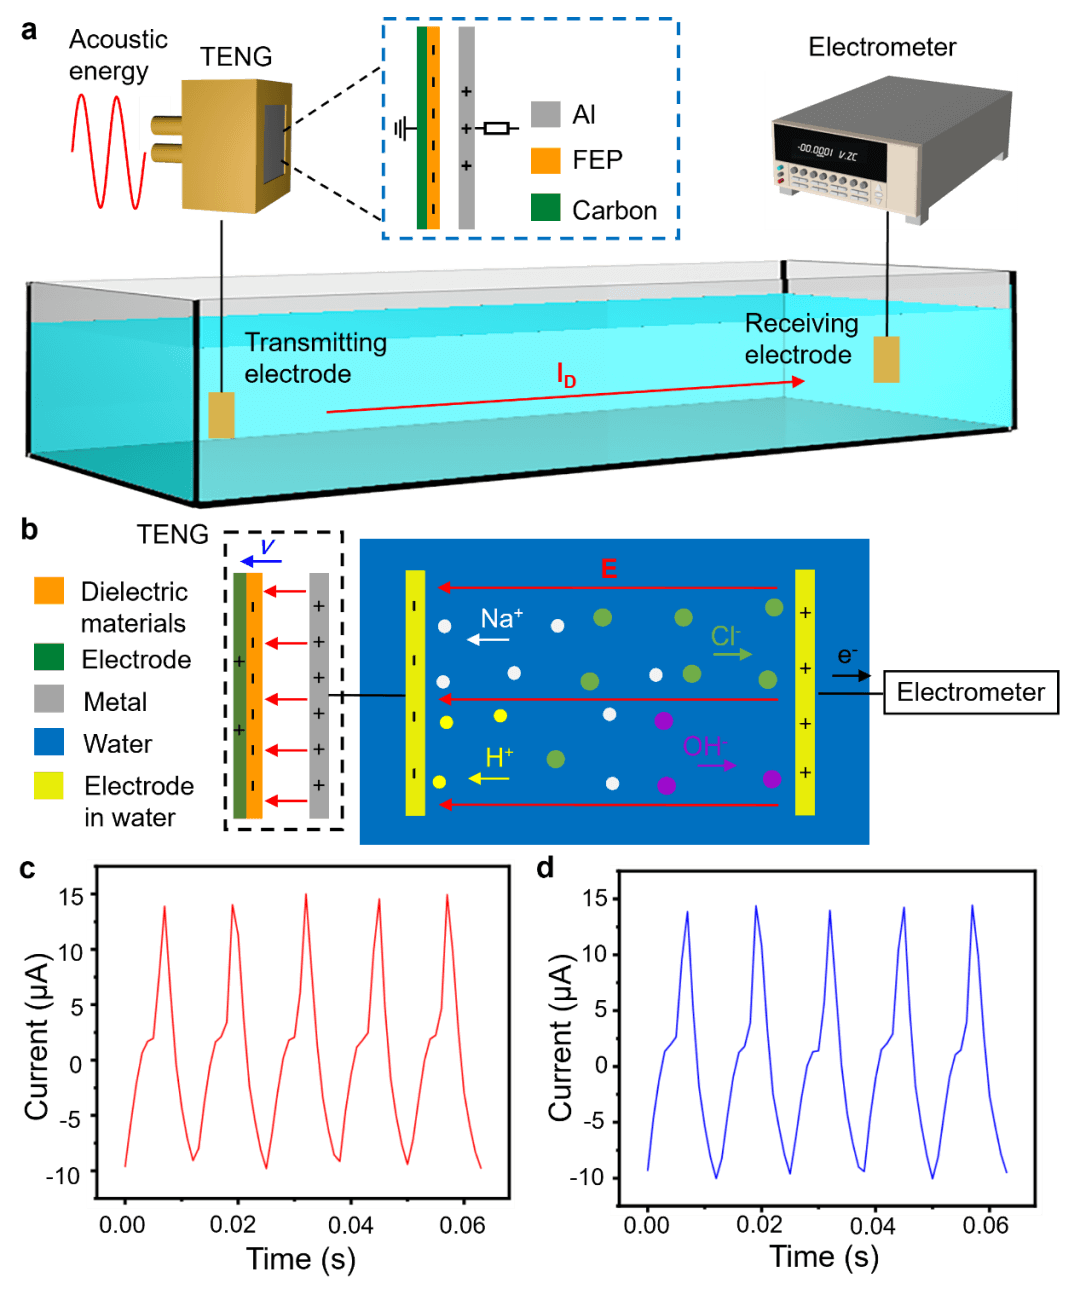 a
Acoustic
energy
TENG
Al
FEP
Carbon
Electrometer
-00.0001 V.ZC
Transmitting
electrode
Receiving
electrode
I_D
b
TENG
v
Dielectric
materials
Electrode
Metal
Water
Electrode
in water
E
Na⁺
Cl⁻
H⁺
OH⁻
e⁻
Electrometer
c
Current (μA)
15
10
5
0
-5
-10
0.00 0.02 0.04 0.06
Time (s)
d
Current (μA)
15
10
5
0
-5
-10
0.00 0.02 0.04 0.06
Time (s)